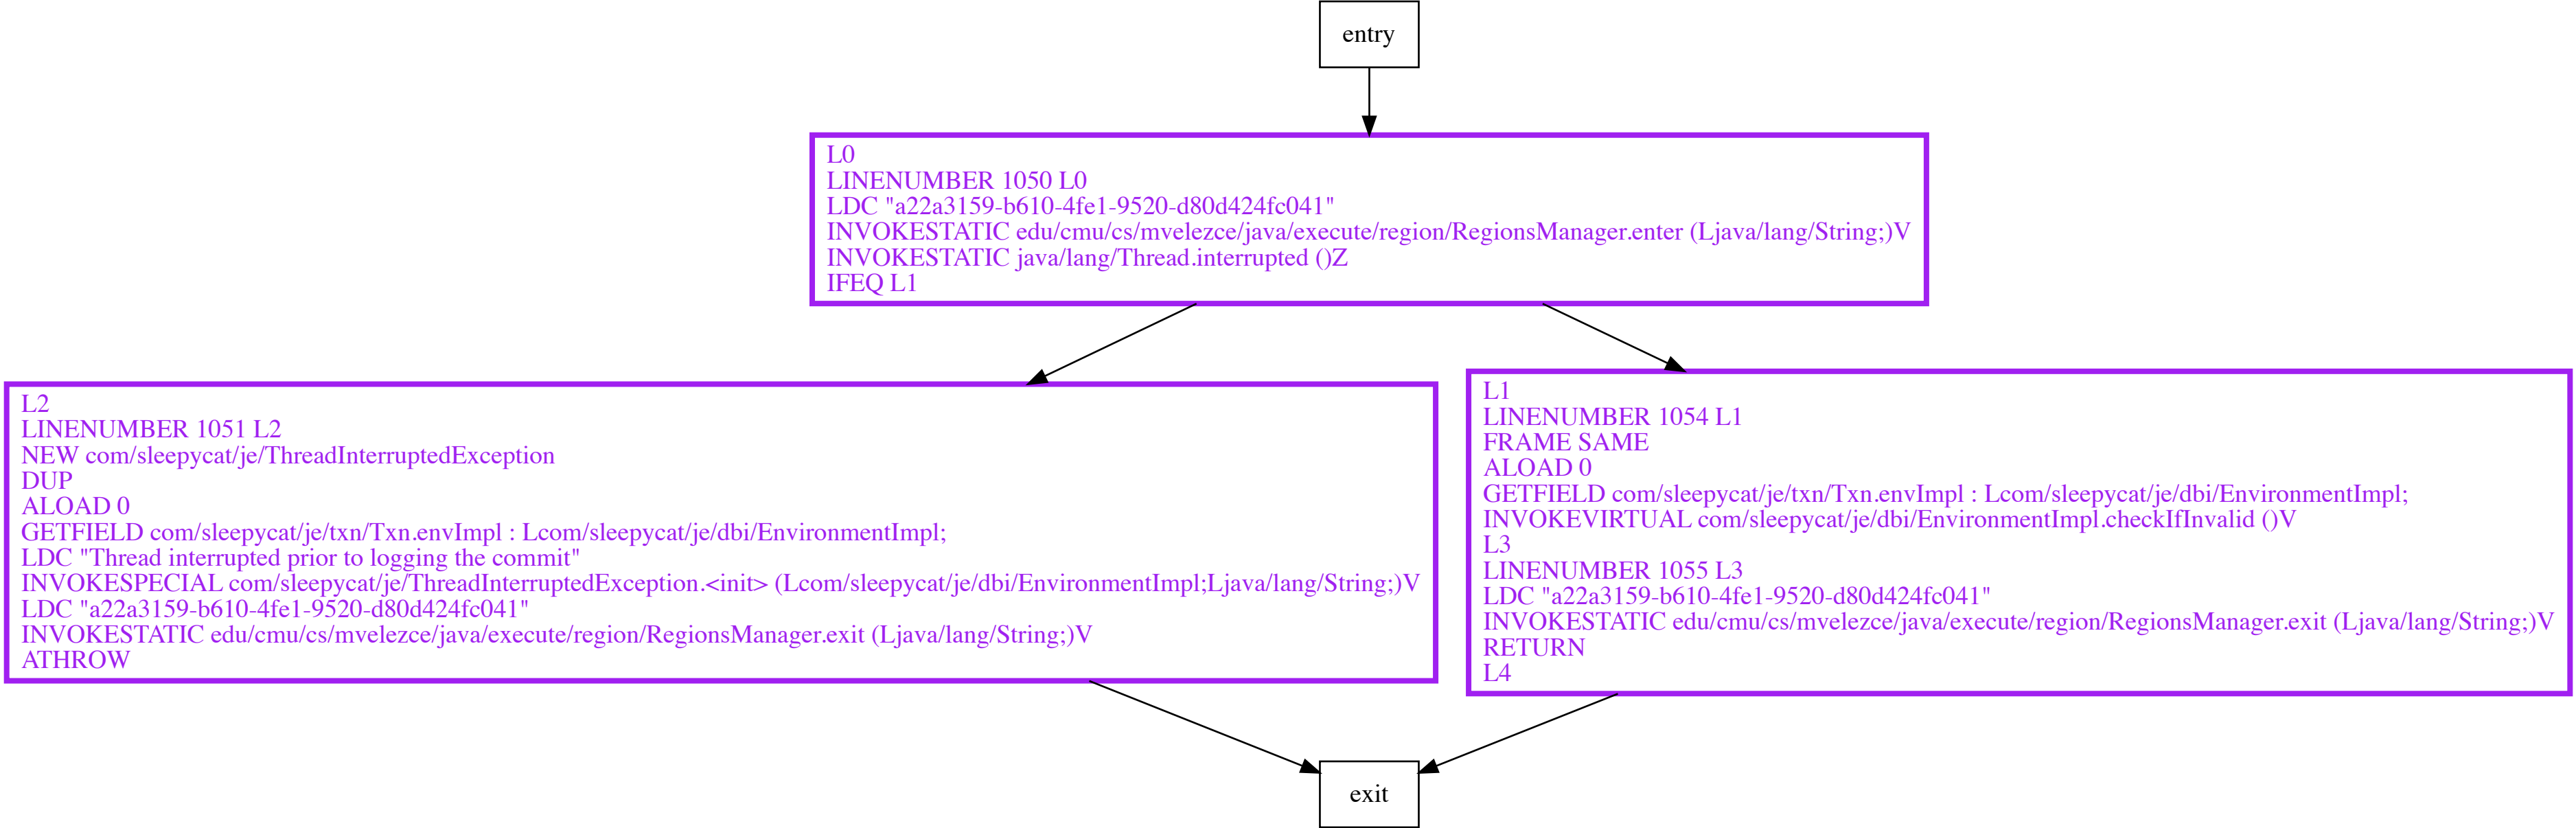 entry
L0
LINENUMBER 1050 L0
LDC "a22a3159-b610-4fe1-9520-d80d424fc041"
INVOKESTATIC edu/cmu/cs/mvelezce/java/execute/region/RegionsManager.enter (Ljava/lang/String;)V
INVOKESTATIC java/lang/Thread.interrupted ()Z
IFEQ L1
L2
LINENUMBER 1051 L2
NEW com/sleepycat/je/ThreadInterruptedException
DUP
ALOAD 0
GETFIELD com/sleepycat/je/txn/Txn.envImpl : Lcom/sleepycat/je/dbi/EnvironmentImpl;
LDC "Thread interrupted prior to logging the commit"
INVOKESPECIAL com/sleepycat/je/ThreadInterruptedException.<init> (Lcom/sleepycat/je/dbi/EnvironmentImpl;Ljava/lang/String;)V
LDC "a22a3159-b610-4fe1-9520-d80d424fc041"
INVOKESTATIC edu/cmu/cs/mvelezce/java/execute/region/RegionsManager.exit (Ljava/lang/String;)V
ATHROW
L1
LINENUMBER 1054 L1
FRAME SAME
ALOAD 0
GETFIELD com/sleepycat/je/txn/Txn.envImpl : Lcom/sleepycat/je/dbi/EnvironmentImpl;
INVOKEVIRTUAL com/sleepycat/je/dbi/EnvironmentImpl.checkIfInvalid ()V
L3
LINENUMBER 1055 L3
LDC "a22a3159-b610-4fe1-9520-d80d424fc041"
INVOKESTATIC edu/cmu/cs/mvelezce/java/execute/region/RegionsManager.exit (Ljava/lang/String;)V
RETURN
L4
exit